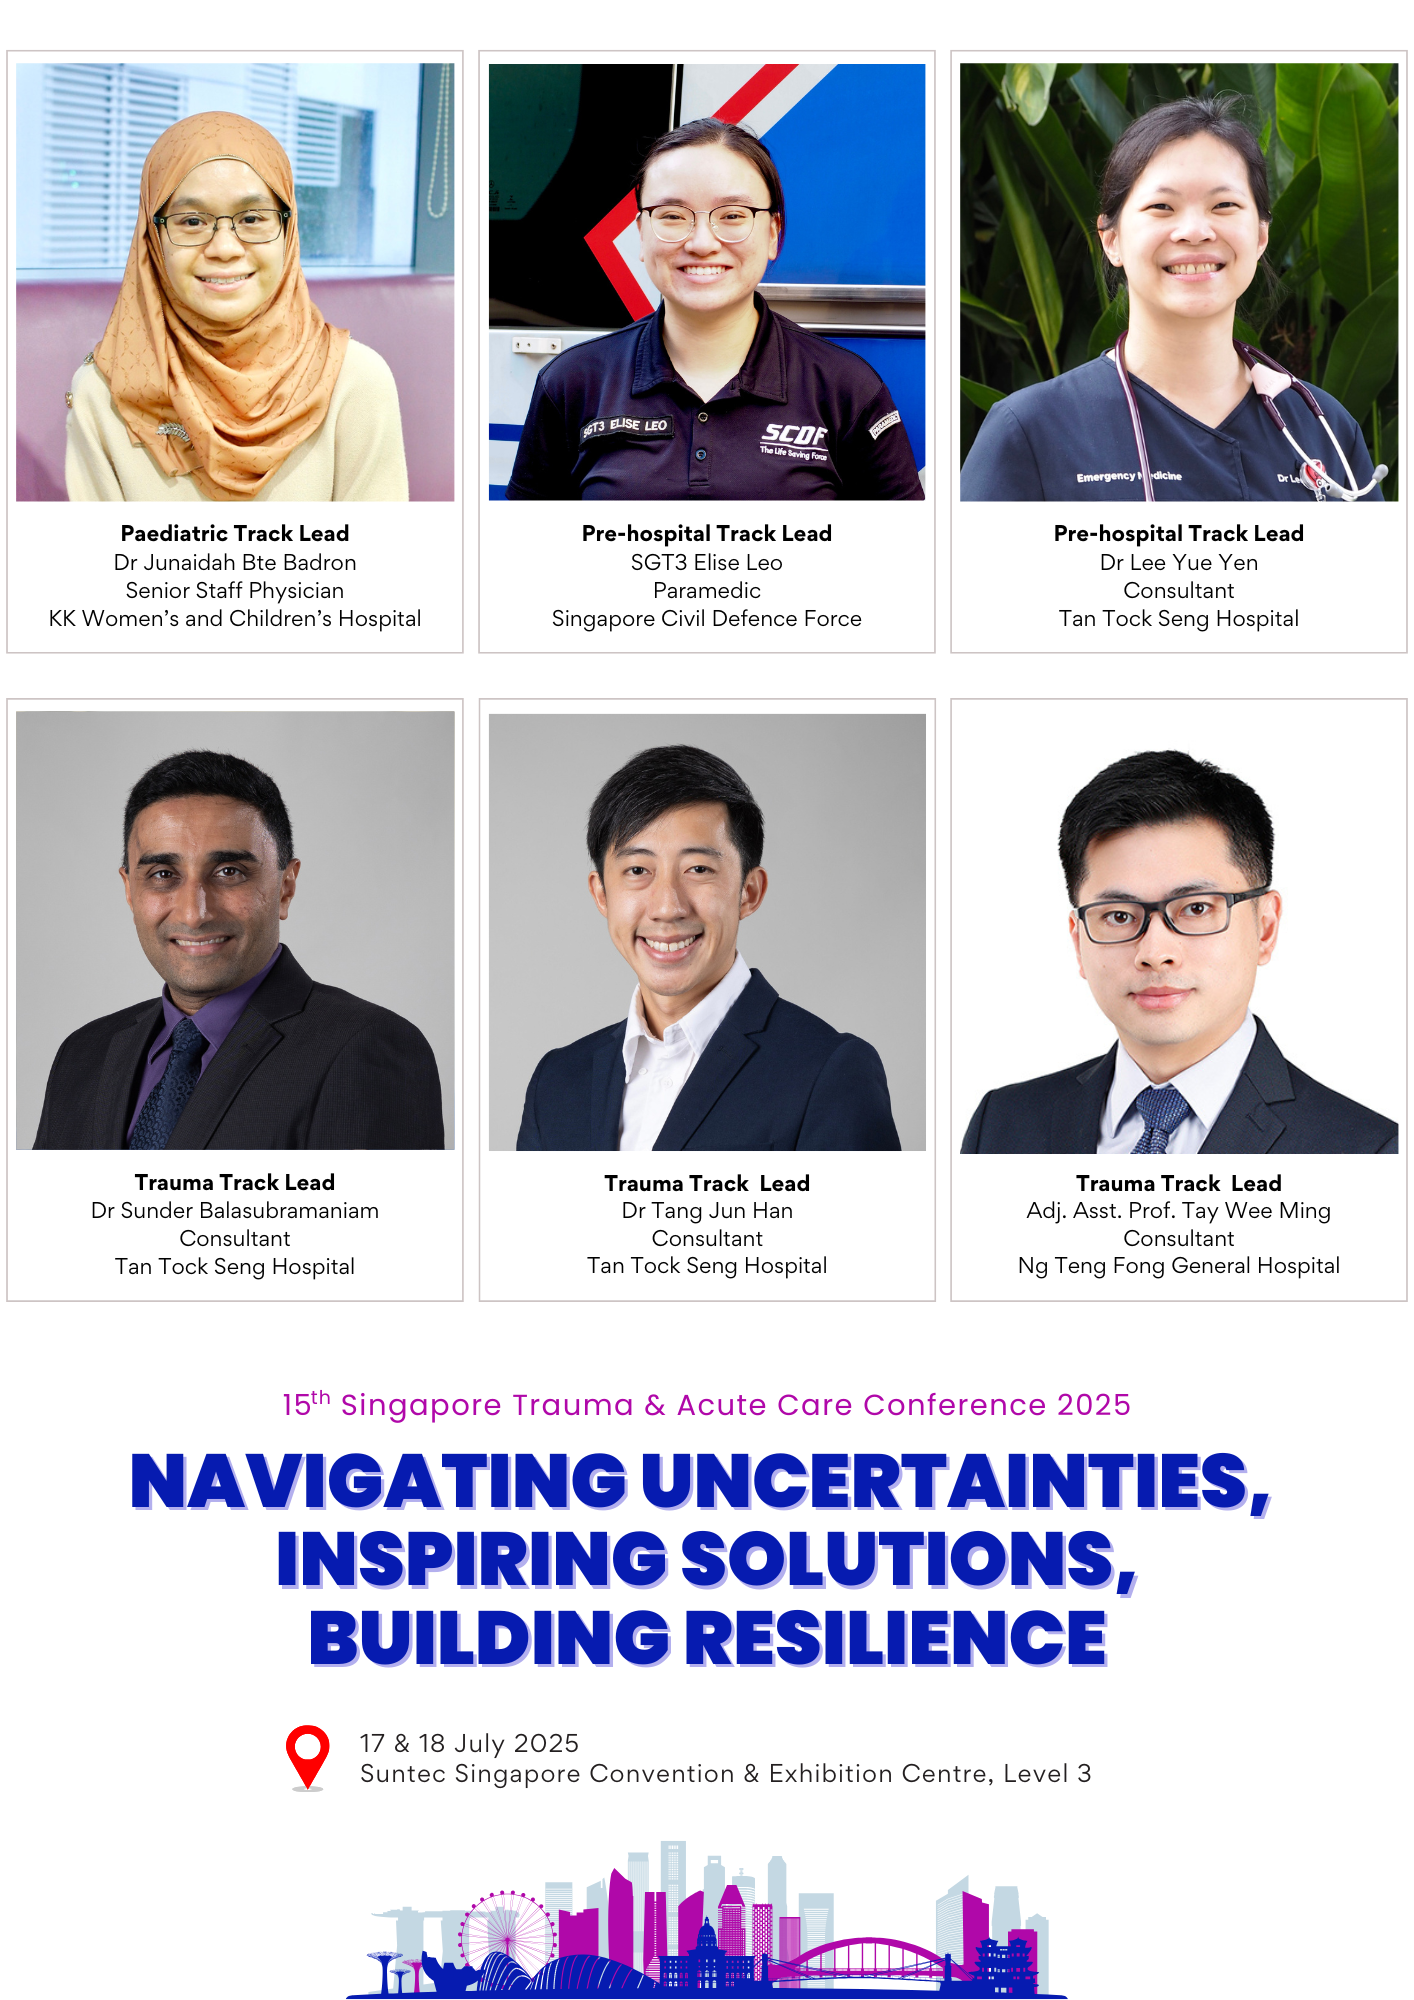 SGT3 ELISE LEO
SCDF
The Life Saving Force
PARAMEDIC
Emergency Medicine
Dr Le
Paediatric Track Lead
Dr Junaidah Bte Badron
Senior Staff Physician
KK Women's and Children's Hospital
Pre-hospital Track Lead
SGT3 Elise Leo
Paramedic
Singapore Civil Defence Force
Pre-hospital Track Lead
Dr Lee Yue Yen
Consultant
Tan Tock Seng Hospital
Trauma Track Lead
Dr Sunder Balasubramaniam
Consultant
Tan Tock Seng Hospital
Trauma Track Lead
Dr Tang Jun Han
Consultant
Tan Tock Seng Hospital
Trauma Track Lead
Adj. Asst. Prof. Tay Wee Ming
Consultant
Ng Teng Fong General Hospital
15th Singapore Trauma & Acute Care Conference 2025
NAVIGATING UNCERTAINTIES,
INSPIRING SOLUTIONS,
BUILDING RESILIENCE
17 & 18 July 2025
Suntec Singapore Convention & Exhibition Centre, Level 3